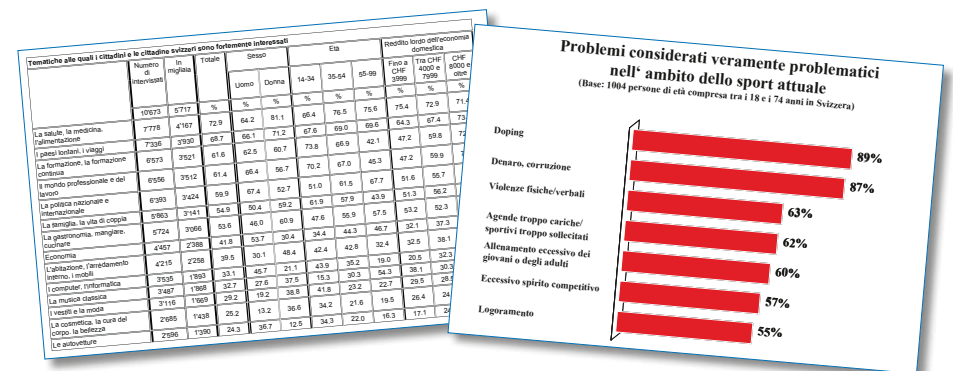 Tematiche alle quali i cittadini e le cittadine svizzeri sono fortemente interessati
Numero di intervistati In migliaia Totale Sesso Età Reddito lordo dell'economia domestica
Uomo Donna 14-34 35-54 55-99 Fino a CHF 3999 Tra CHF 4000 e 7999 CHF 8000 e oltre
10'673 5'717 % % % % % % % % %
La salute, la medicina, l'alimentazione 7'778 4'167 72.9 64.2 81.1 66.4 76.5 75.6 75.4 72.9 71.4
I paesi lontani, i viaggi 7'336 3'930 68.7 66.1 71.2 67.6 69.0 69.6 64.3 67.4 73.
La formazione, la formazione continua 6'573 3'521 61.6 62.5 60.7 73.8 66.9 42.1 47.2 59.8
Il mondo professionale e del lavoro 6'556 3'512 61.4 66.4 56.7 70.2 67.0 45.3 47.2 59.9
La politica nazionale e internazionale 6'393 3'424 59.9 67.4 52.7 51.0 61.5 67.7 51.6 55.7
La famiglia, la vita di coppia 5'863 3'141 54.9 50.4 59.2 61.9 57.9 43.9 51.3 56.2
La gastronomia, mangiare, cucinare 5'724 3'066 53.6 46.0 60.9 47.6 55.9 57.5 53.2 52.3
Economia 4'457 2'388 41.8 53.7 30.4 34.4 44.3 46.7 32.1 37.3
L'abitazione, l'arredamento interno, i mobili 4'215 2'258 39.5 30.1 48.4 42.4 42.8 32.4 32.5 38.1
I computer, l'informatica 3'535 1'893 33.1 45.7 21.1 43.9 35.2 19.0 20.5 32.3
La musica classica 3'487 1'868 32.7 27.6 37.5 15.3 30.3 54.3 38.1 30.3
I vestiti e la moda 3'116 1'669 29.2 19.2 38.8 41.8 23.2 22.7 29.5 28.
La cosmetica, la cura del corpo, la bellezza 2'685 1'438 25.2 13.2 36.6 34.2 21.6 19.5 26.4 24.
Le autovetture 2'596 1'390 24.3 36.7 12.5 34.3 22.0 16.3 17.1
Problemi considerati veramente problematici
nell' ambito dello sport attuale
(Base: 1004 persone di età compresa tra i 18 e i 74 anni in Svizzera)
Doping 89%
Denaro, corruzione 87%
Violenze fisiche/verbali 63%
Agende troppo cariche/
sportivi troppo sollecitati 62%
Allenamento eccessivo dei
giovani o degli adulti 60%
Eccessivo spirito competitivo 57%
Logoramento 55%